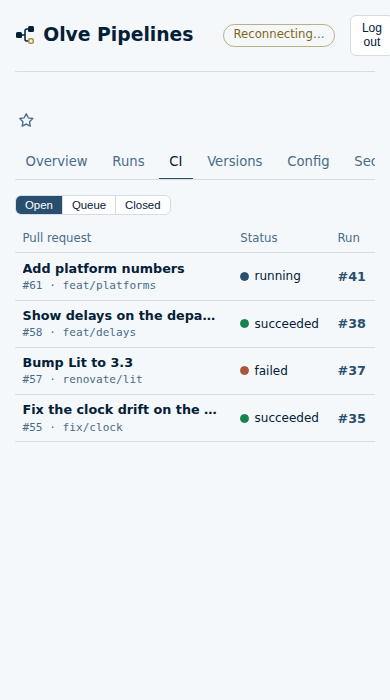 Olve Pipelines
Reconnecting…
Log out
Overview Runs CI Versions Config Sec
Open Queue Closed
Pull request Status Run
Add platform numbers
#61 · feat/platforms
running #41
Show delays on the depa…
#58 · feat/delays
succeeded #38
Bump Lit to 3.3
#57 · renovate/lit
failed #37
Fix the clock drift on the …
#55 · fix/clock
succeeded #35